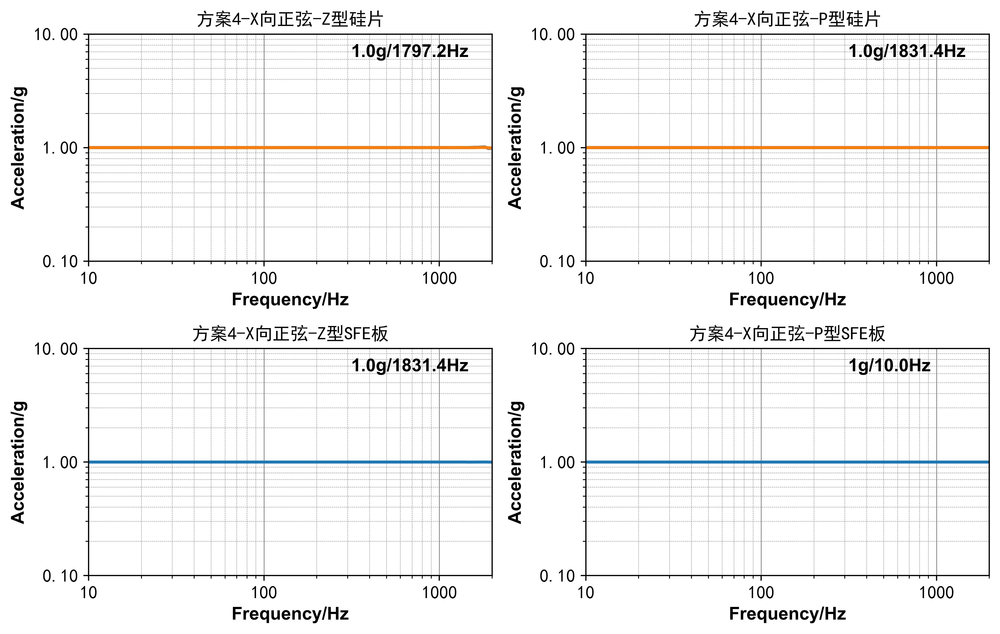 方案4-X向正弦-Z型硅片
1.0g/1797.2Hz
10.00
1.00
0.10
Acceleration/g
10
100
1000
Frequency/Hz
方案4-X向正弦-P型硅片
1.0g/1831.4Hz
10.00
1.00
0.10
Acceleration/g
10
100
1000
Frequency/Hz
方案4-X向正弦-Z型SFE板
1.0g/1831.4Hz
10.00
1.00
0.10
Acceleration/g
10
100
1000
Frequency/Hz
方案4-X向正弦-P型SFE板
1g/10.0Hz
10.00
1.00
0.10
Acceleration/g
10
100
1000
Frequency/Hz